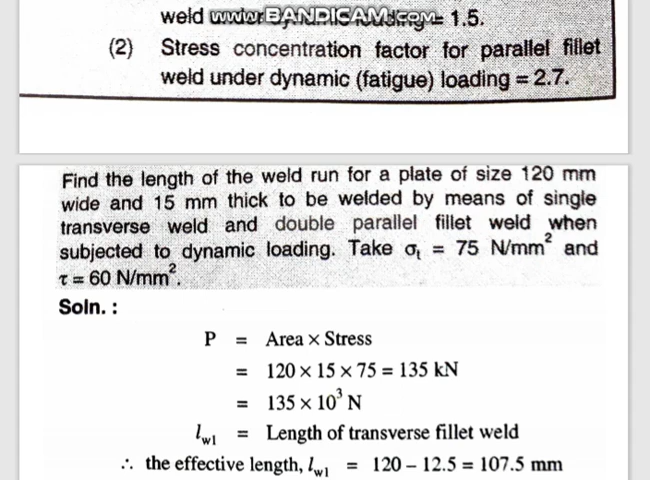 weld www.BANDICAM.com = 1.5.
(2) Stress concentration factor for parallel fillet
weld under dynamic (fatigue) loading = 2.7.
Find the length of the weld run for a plate of size 120 mm
wide and 15 mm thick to be welded by means of single
transverse weld and double parallel fillet weld when
subjected to dynamic loading. Take σₜ = 75 N/mm² and
τ = 60 N/mm².
Soln. :
P = Area × Stress
= 120 × 15 × 75 = 135 kN
= 135 × 10³ N
l_w1 = Length of transverse fillet weld
∴ the effective length, l_w1 = 120 – 12.5 = 107.5 mm